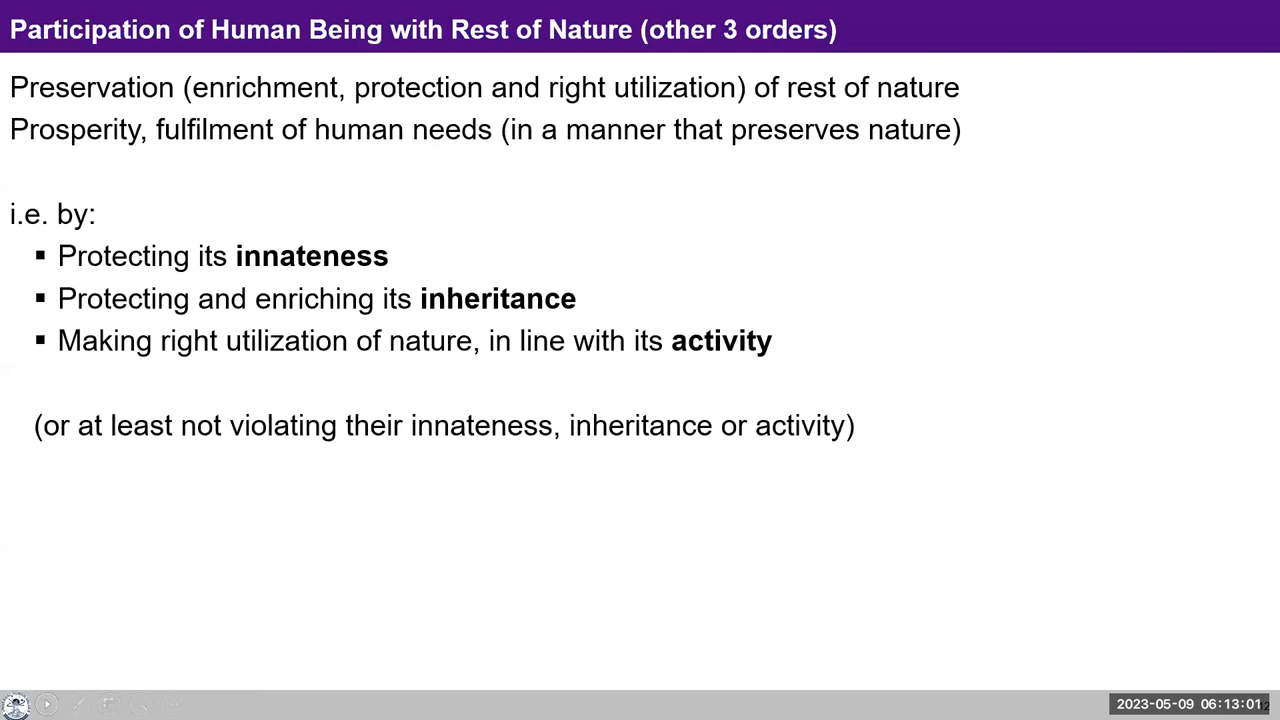 Participation of Human Being with Rest of Nature (other 3 orders)
Preservation (enrichment, protection and right utilization) of rest of nature
Prosperity, fulfilment of human needs (in a manner that preserves nature)
i.e. by:
▪ Protecting its innateness
▪ Protecting and enriching its inheritance
▪ Making right utilization of nature, in line with its activity
(or at least not violating their innateness, inheritance or activity)
2023-05-09 06:13:01